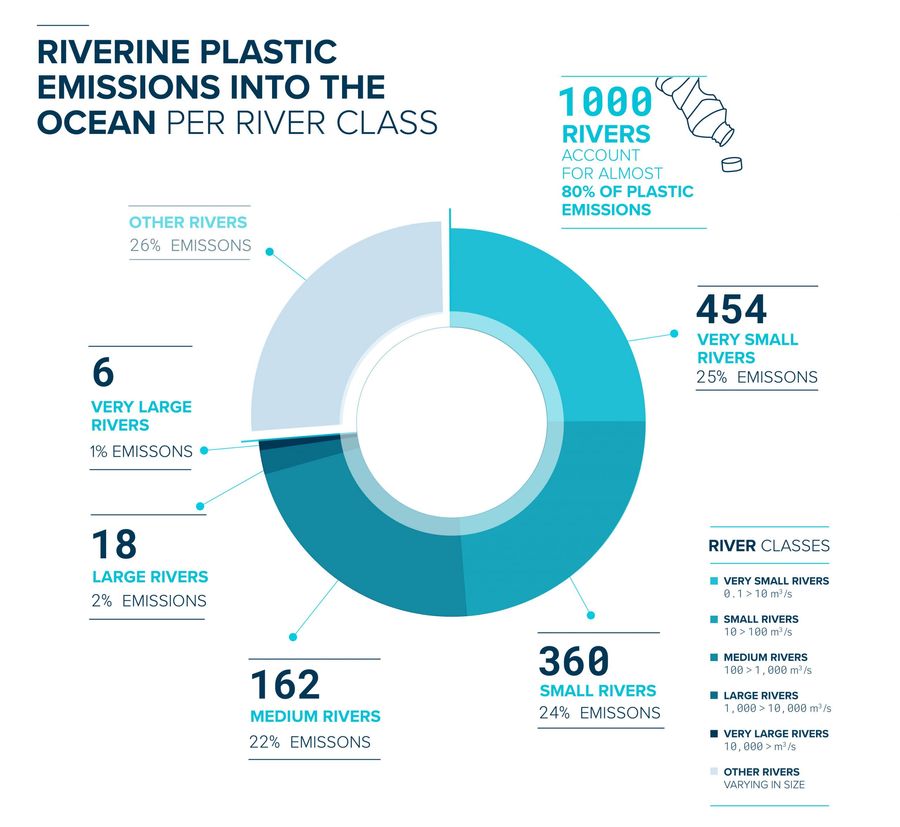 RIVERINE PLASTIC
EMISSIONS INTO THE
OCEAN PER RIVER CLASS
1000
RIVERS
ACCOUNT
FOR ALMOST
80% OF PLASTIC
EMISSIONS
OTHER RIVERS
26% EMISSONS
454
VERY SMALL
RIVERS
25% EMISSONS
6
VERY LARGE
RIVERS
1% EMISSONS
18
LARGE RIVERS
2% EMISSIONS
162
MEDIUM RIVERS
22% EMISSONS
360
SMALL RIVERS
24% EMISSONS
RIVER CLASSES
VERY SMALL RIVERS
0.1 > 10 m³/s
SMALL RIVERS
10 > 100 m³/s
MEDIUM RIVERS
100 > 1,000 m³/s
LARGE RIVERS
1,000 > 10,000 m³/s
VERY LARGE RIVERS
10,000 > m³/s
OTHER RIVERS
VARYING IN SIZE